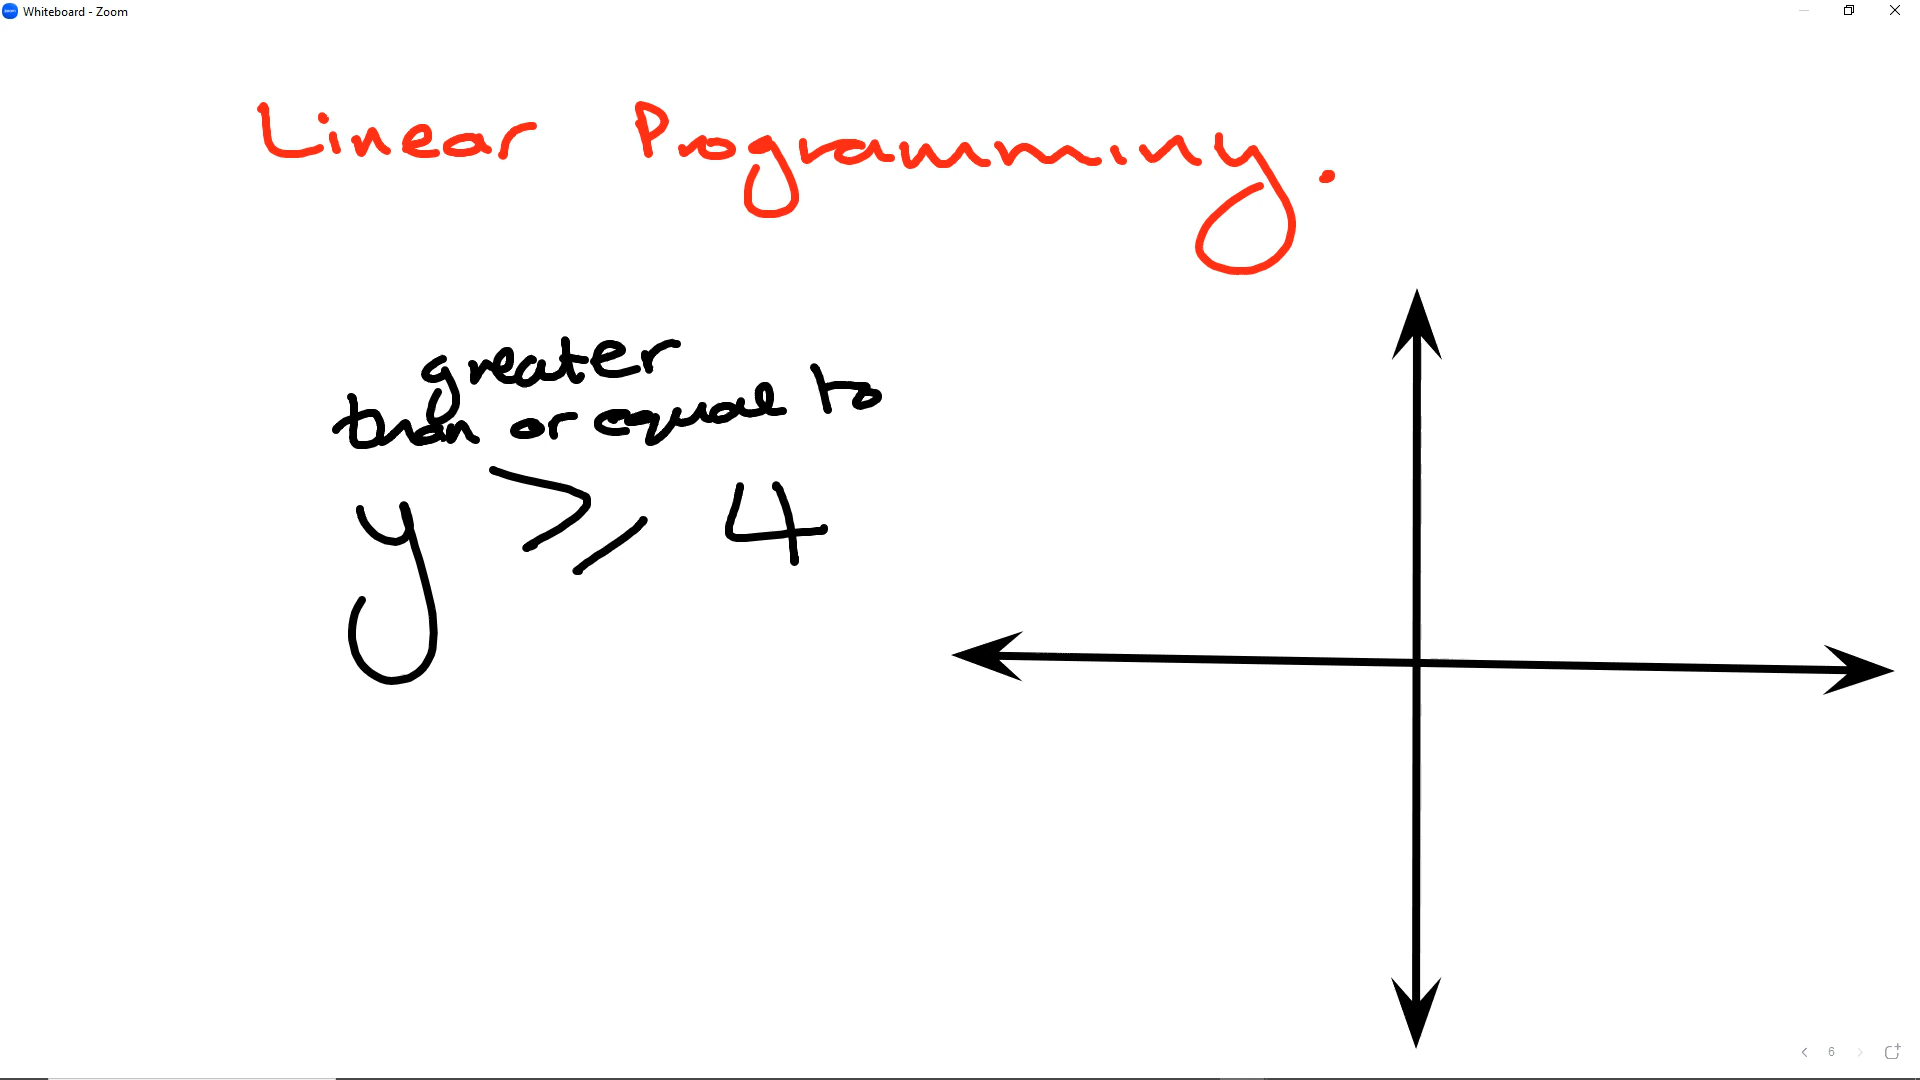 Whiteboard - Zoom
Linear Programming.
greater
than or equal to
y ⩾ 4
6